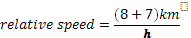 relative speed = (8 + 7)km / h